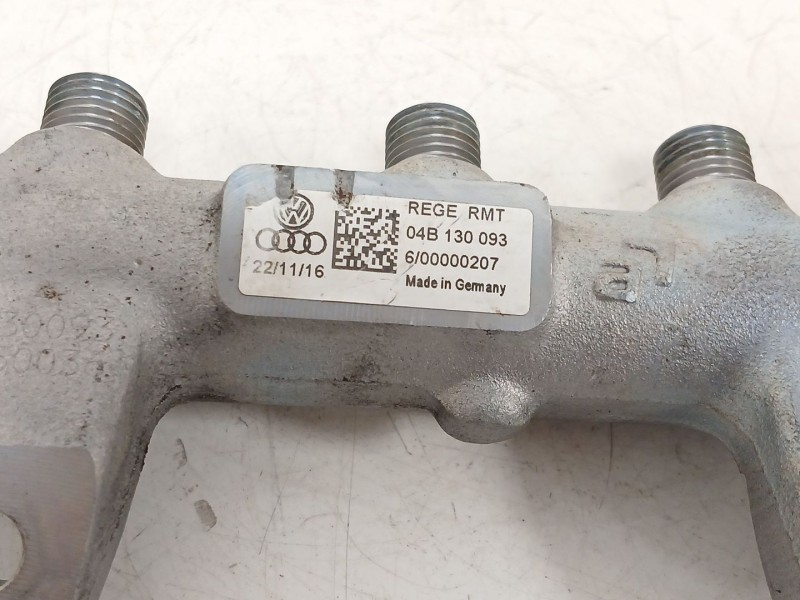 REGE RMT
04B 130 093
22/11/16
6/00000207
Made in Germany